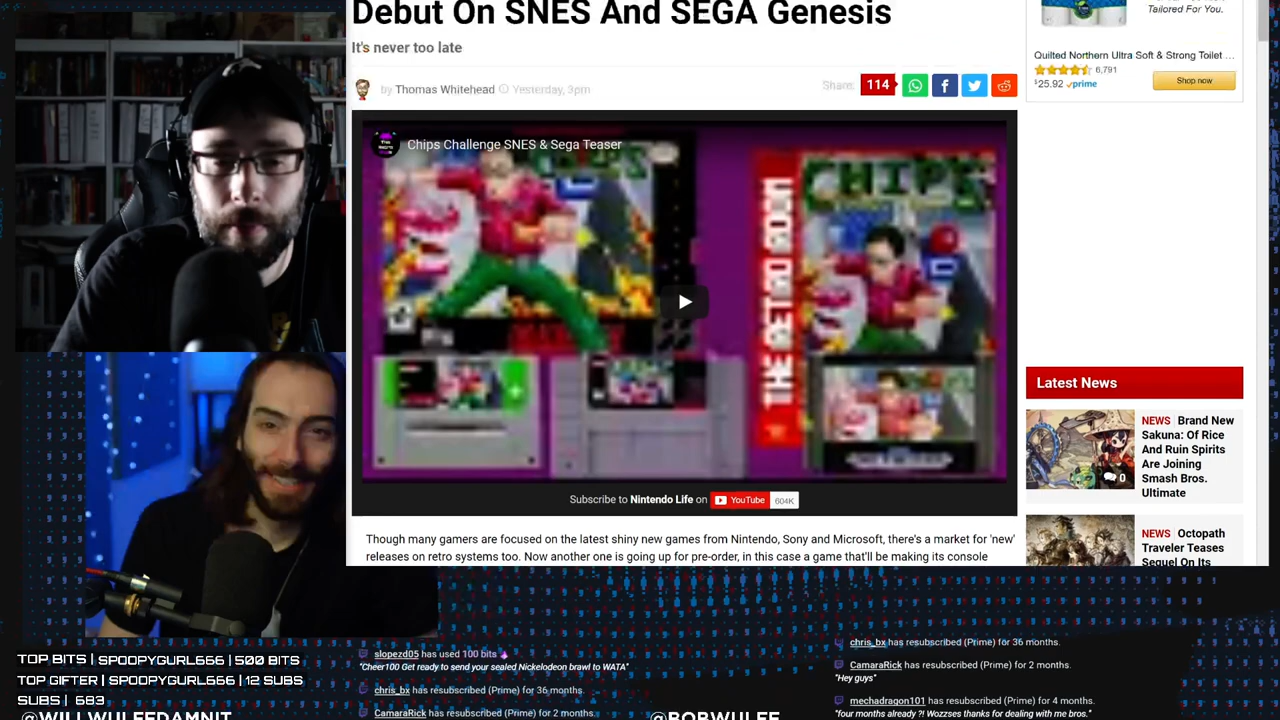 Debut On SNES And SEGA Genesis
It's never too late
by Thomas Whitehead Yesterday, 3pm
Share: 114
Chips Challenge SNES & Sega Teaser
CHIPS
THE RETRO ROOM
Subscribe to Nintendo Life on YouTube 604K
Though many gamers are focused on the latest shiny new games from Nintendo, Sony and Microsoft, there's a market for 'new'
releases on retro systems too. Now another one is going up for pre-order, in this case a game that'll be making its console
Tailored For You.
Quilted Northern Ultra Soft & Strong Toilet ...
6,791
$25.92 prime
Shop now
Latest News
NEWS Brand New
Sakuna: Of Rice
And Ruin Spirits
Are Joining
Smash Bros.
Ultimate
0
NEWS Octopath
Traveler Teases
Sequel On Its
TOP BITS | SPOOPYGURL666 | 500 BITS
TOP GIFTER | SPOOPYGURL666 | 12 SUBS
SUBS | 683
@WILLWULFFDAMNIT
slopezd05 has used 100 bits
"Cheer100 Get ready to send your sealed Nickelodeon brawl to WATA"
chris_bx has resubscribed (Prime) for 36 months.
CamaraRick has resubscribed (Prime) for 2 months.
@BOBWULFF
chris_bx has resubscribed (Prime) for 36 months.
CamaraRick has resubscribed (Prime) for 2 months.
"Hey guys"
mechadragon101 has resubscribed (Prime) for 4 months.
"four months already ?! Wozzses thanks for dealing with me bros."